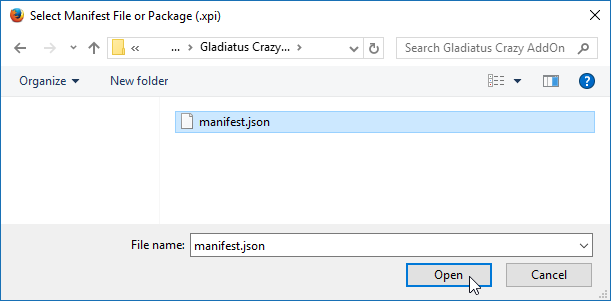 Select Manifest File or Package (.xpi)
« ... > Gladiatus Crazy... >
Search Gladiatus Crazy AddOn
Organize
New folder
?
manifest.json
File name: manifest.json
Open
Cancel